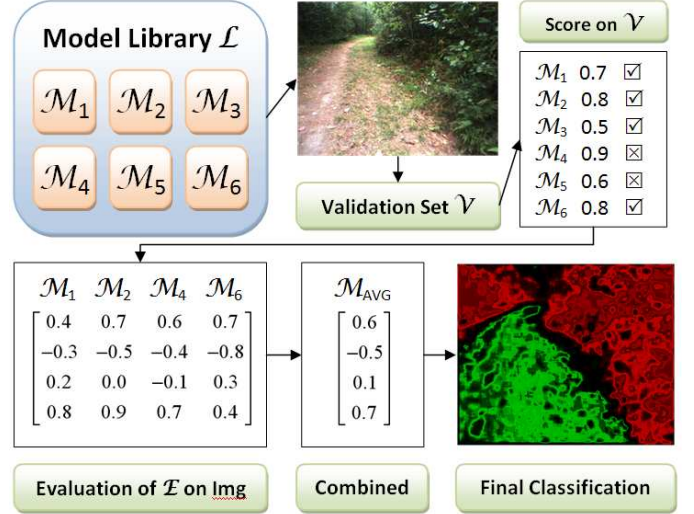 Model Library ℒ
ℳ1 ℳ2 ℳ3
ℳ4 ℳ5 ℳ6
Validation Set 𝒱
Score on 𝒱
ℳ1 0.7 ☑
ℳ2 0.8 ☑
ℳ3 0.5 ☑
ℳ4 0.9 ☒
ℳ5 0.6 ☒
ℳ6 0.8 ☑
ℳ1 ℳ2 ℳ4 ℳ6
0.4 0.7 0.6 0.7
−0.3 −0.5 −0.4 −0.8
0.2 0.0 −0.1 0.3
0.8 0.9 0.7 0.4
ℳAVG
0.6
−0.5
0.1
0.7
Evaluation of ℰ on Img
Combined
Final Classification